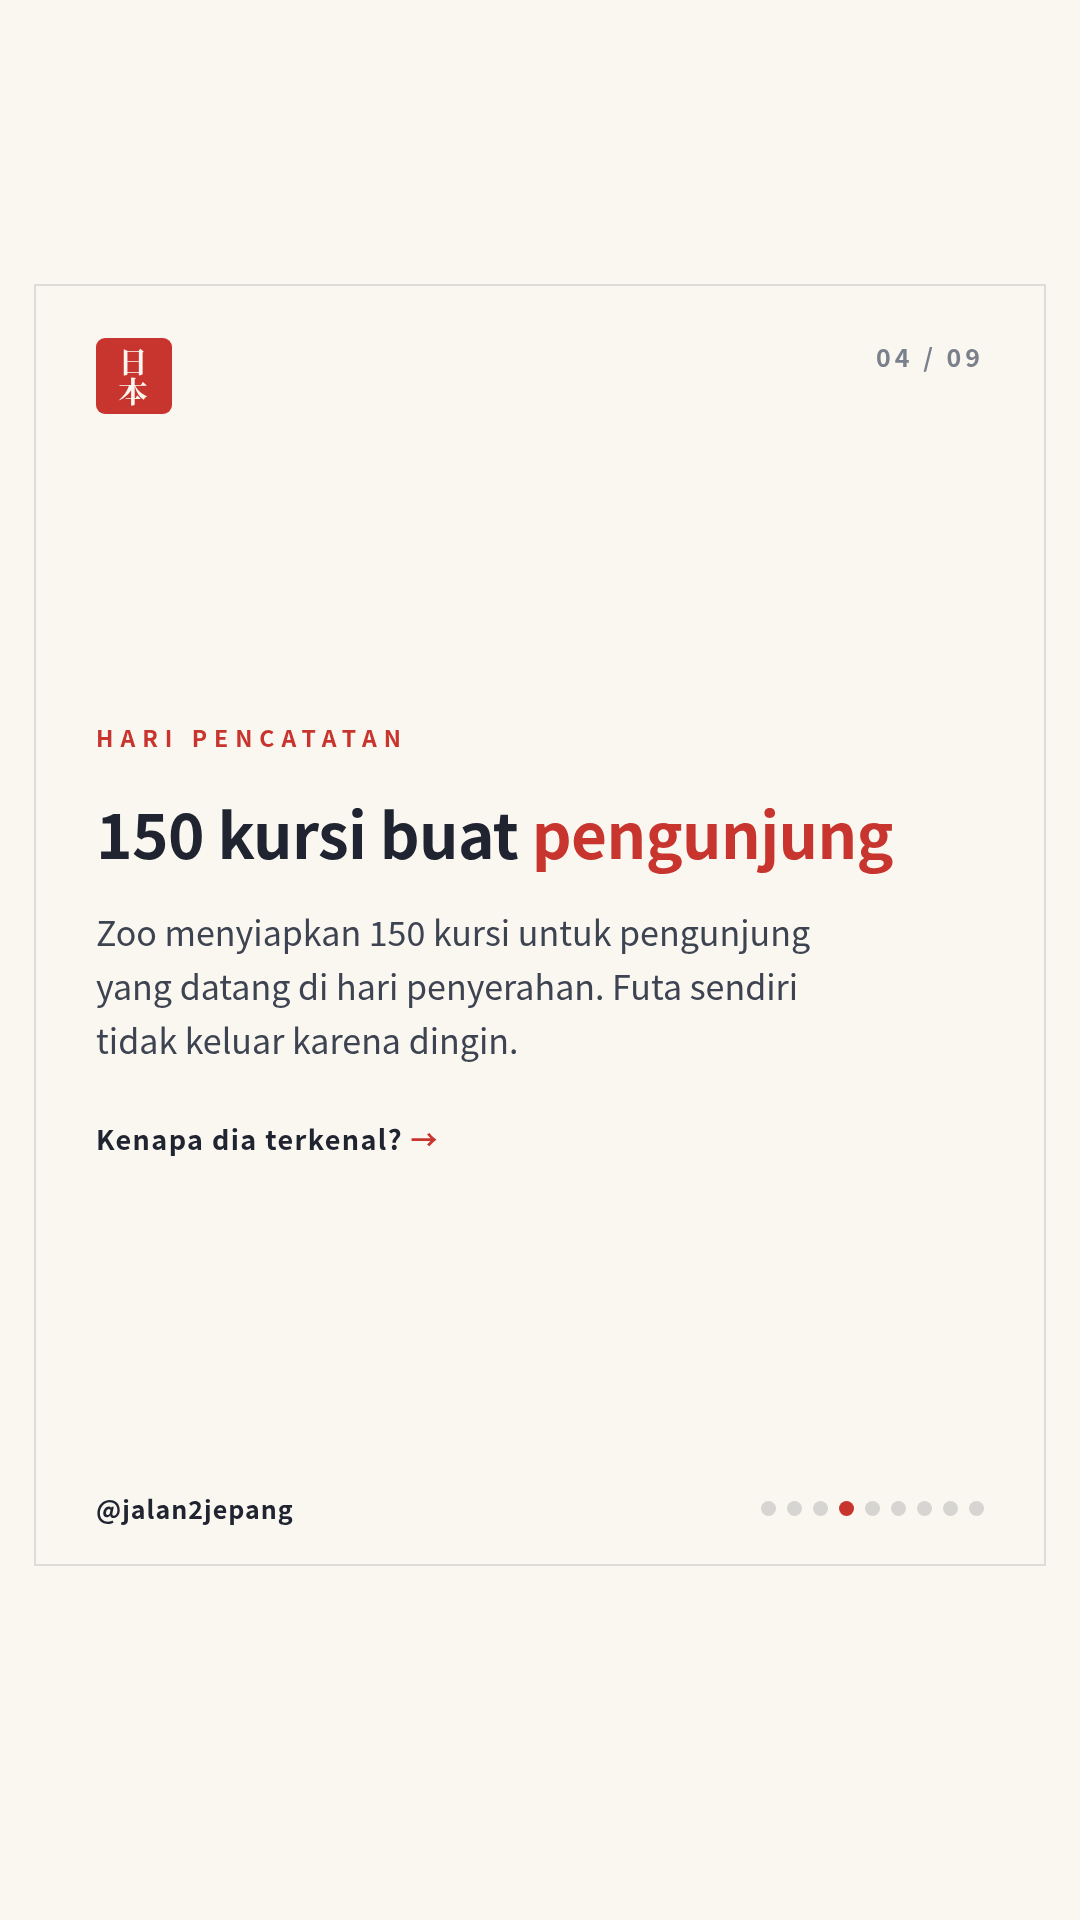 日
本
04 / 09
HARI PENCATATAN
150 kursi buat pengunjung
Zoo menyiapkan 150 kursi untuk pengunjung
yang datang di hari penyerahan. Futa sendiri
tidak keluar karena dingin.
Kenapa dia terkenal? →
@jalan2jepang